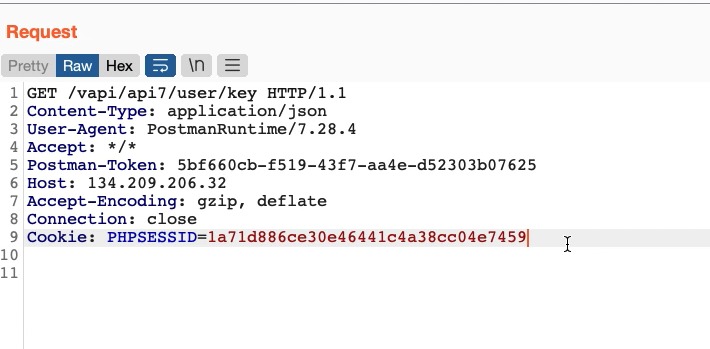 Request
Pretty Raw Hex \n
1 GET /vapi/api7/user/key HTTP/1.1
2 Content-Type: application/json
3 User-Agent: PostmanRuntime/7.28.4
4 Accept: */*
5 Postman-Token: 5bf660cb-f519-43f7-aa4e-d52303b07625
6 Host: 134.209.206.32
7 Accept-Encoding: gzip, deflate
8 Connection: close
9 Cookie: PHPSESSID=1a71d886ce30e46441c4a38cc04e7459
10
11